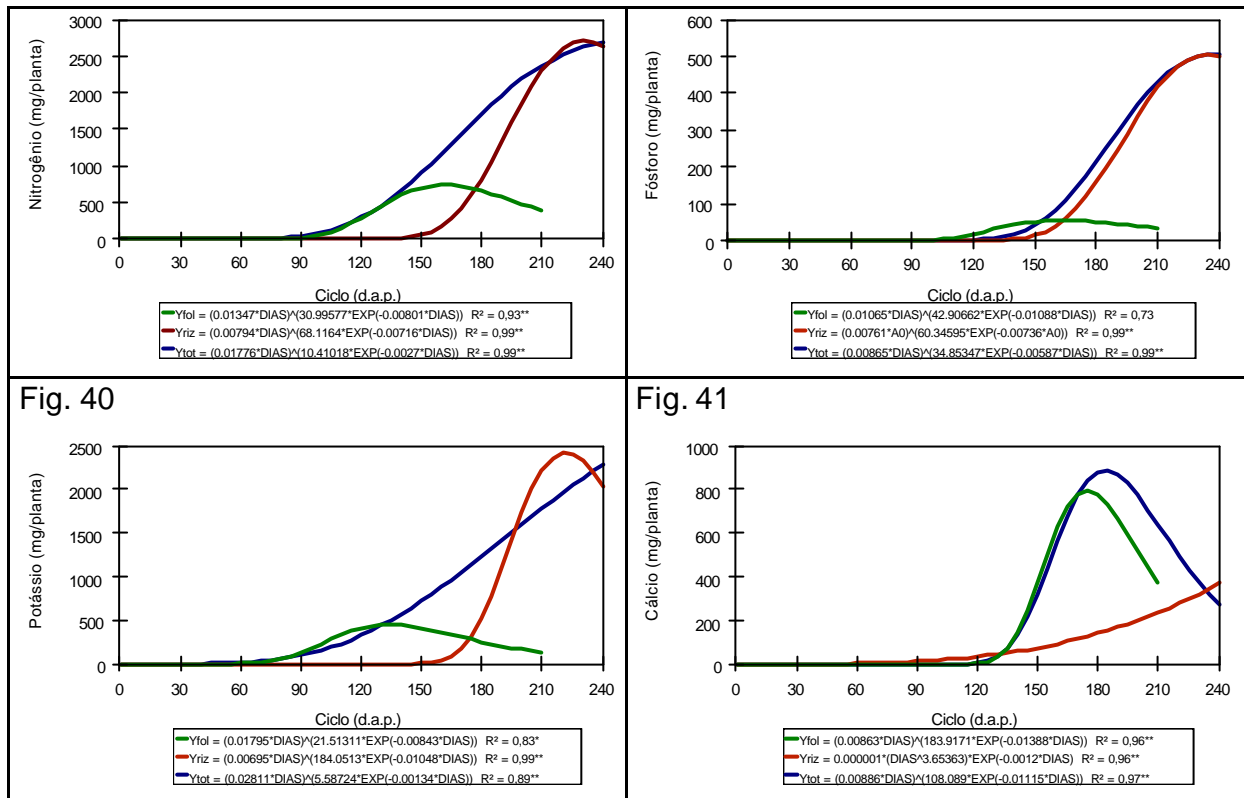 3000
2500
2000
1500
1000
500
0
Nitrogênio (mg/planta)
0 30 60 90 120 150 180 210 240
Ciclo (d.a.p.)
Yfol = (0.01347*DIAS)^(30.99577*EXP(-0.00801*DIAS)) R² = 0,93**
Yriz = (0.00794*DIAS)^(68.1164*EXP(-0.00716*DIAS)) R² = 0,99**
Ytot = (0.01776*DIAS)^(10.41018*EXP(-0.0027*DIAS)) R² = 0,99**
600
500
400
300
200
100
0
Fósforo (mg/planta)
0 30 60 90 120 150 180 210 240
Ciclo (d.a.p.)
Yfol = (0.01065*DIAS)^(42.90662*EXP(-0.01088*DIAS)) R² = 0,73
Yriz = (0.00761*A0)^(60.34595*EXP(-0.00736*A0)) R² = 0,99**
Ytot = (0.00865*DIAS)^(34.85347*EXP(-0.00587*DIAS)) R² = 0,99**
Fig. 40
2500
2000
1500
1000
500
0
Potássio (mg/planta)
0 30 60 90 120 150 180 210 240
Ciclo (d.a.p.)
Yfol = (0.01795*DIAS)^(21.51311*EXP(-0.00843*DIAS)) R² = 0,83*
Yriz = (0.00695*DIAS)^(184.0513*EXP(-0.01048*DIAS)) R² = 0,99**
Ytot = (0.02811*DIAS)^(5.58724*EXP(-0.00134*DIAS)) R² = 0,89**
Fig. 41
1000
800
600
400
200
0
Cálcio (mg/planta)
0 30 60 90 120 150 180 210 240
Ciclo (d.a.p.)
Yfol = (0.00863*DIAS)^(183.9171*EXP(-0.01388*DIAS)) R² = 0,96**
Yriz = 0.000001*(DIAS^3.65363)*EXP(-0.0012*DIAS) R² = 0,96**
Ytot = (0.00886*DIAS)^(108.089*EXP(-0.01115*DIAS)) R² = 0,97**